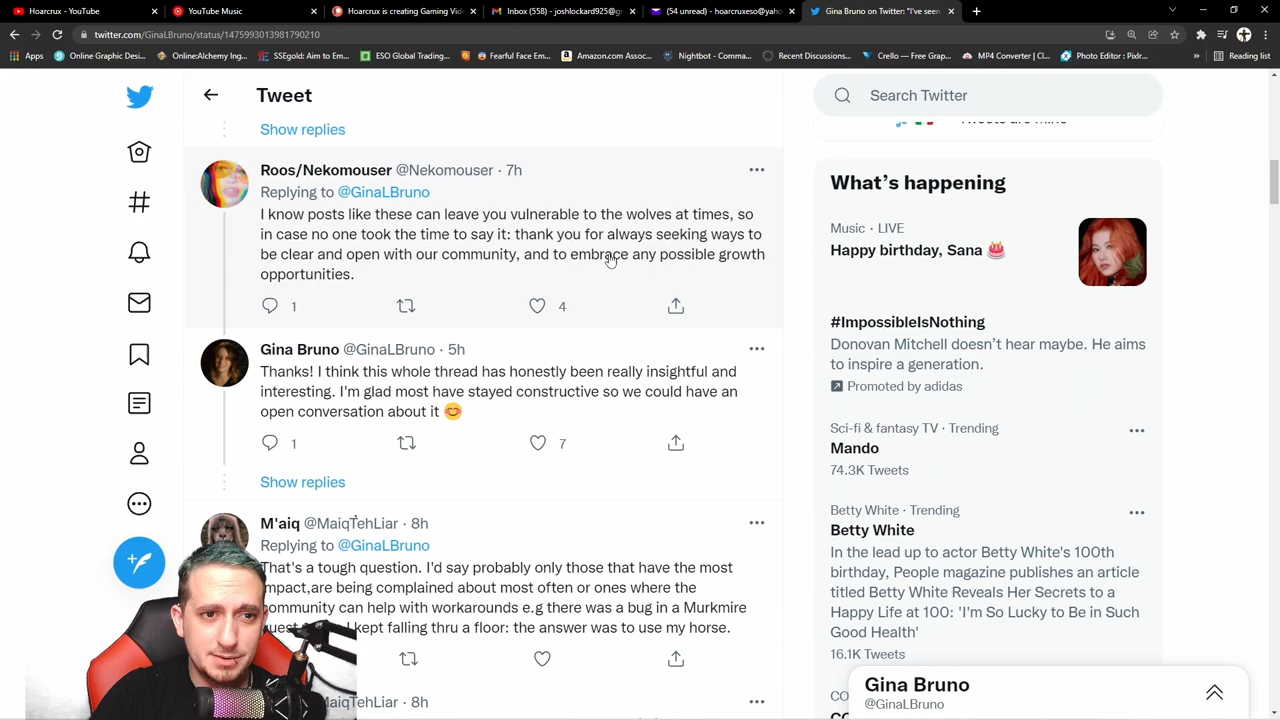 Hoarcrux - YouTube
YouTube Music
Hoarcrux is creating Gaming Vide
Inbox (558) - joshlockard925@g
(54 unread) - hoarcruxeso@yaho
Gina Bruno on Twitter: "I've seen
twitter.com/GinaLBruno/status/1475993013981790210
Apps
Online Graphic Desi...
OnlineAlchemy Ing...
SSEgold: Aim to Em...
ESO Global Trading...
Fearful Face Em...
Amazon.com Assoc...
Nightbot - Comma...
Recent Discussions...
Crello — Free Grap...
MP4 Converter | Cl...
Photo Editor : Pixlr...
Reading list
Tweet
Show replies
Roos/Nekomouser @Nekomouser · 7h
Replying to @GinaLBruno
I know posts like these can leave you vulnerable to the wolves at times, so
in case no one took the time to say it: thank you for always seeking ways to
be clear and open with our community, and to embrace any possible growth
opportunities.
1
4
Gina Bruno @GinaLBruno · 5h
Thanks! I think this whole thread has honestly been really insightful and
interesting. I'm glad most have stayed constructive so we could have an
open conversation about it 😊
1
7
Show replies
M'aiq @MaiqTehLiar · 8h
Replying to @GinaLBruno
That's a tough question. I'd say probably only those that have the most
impact,are being complained about most often or ones where the
community can help with workarounds e.g there was a bug in a Murkmire
kept falling thru a floor: the answer was to use my horse.
MaiqTehLiar · 8h
Search Twitter
Tweets are mine
What's happening
Music · LIVE
Happy birthday, Sana 🎂
#ImpossibleIsNothing
Donovan Mitchell doesn't hear maybe. He aims
to inspire a generation.
Promoted by adidas
Sci-fi & fantasy TV · Trending
Mando
74.3K Tweets
Betty White · Trending
Betty White
In the lead up to actor Betty White's 100th
birthday, People magazine publishes an article
titled Betty White Reveals Her Secrets to a
Happy Life at 100: 'I'm So Lucky to Be in Such
Good Health'
16.1K Tweets
Gina Bruno
@GinaLBruno